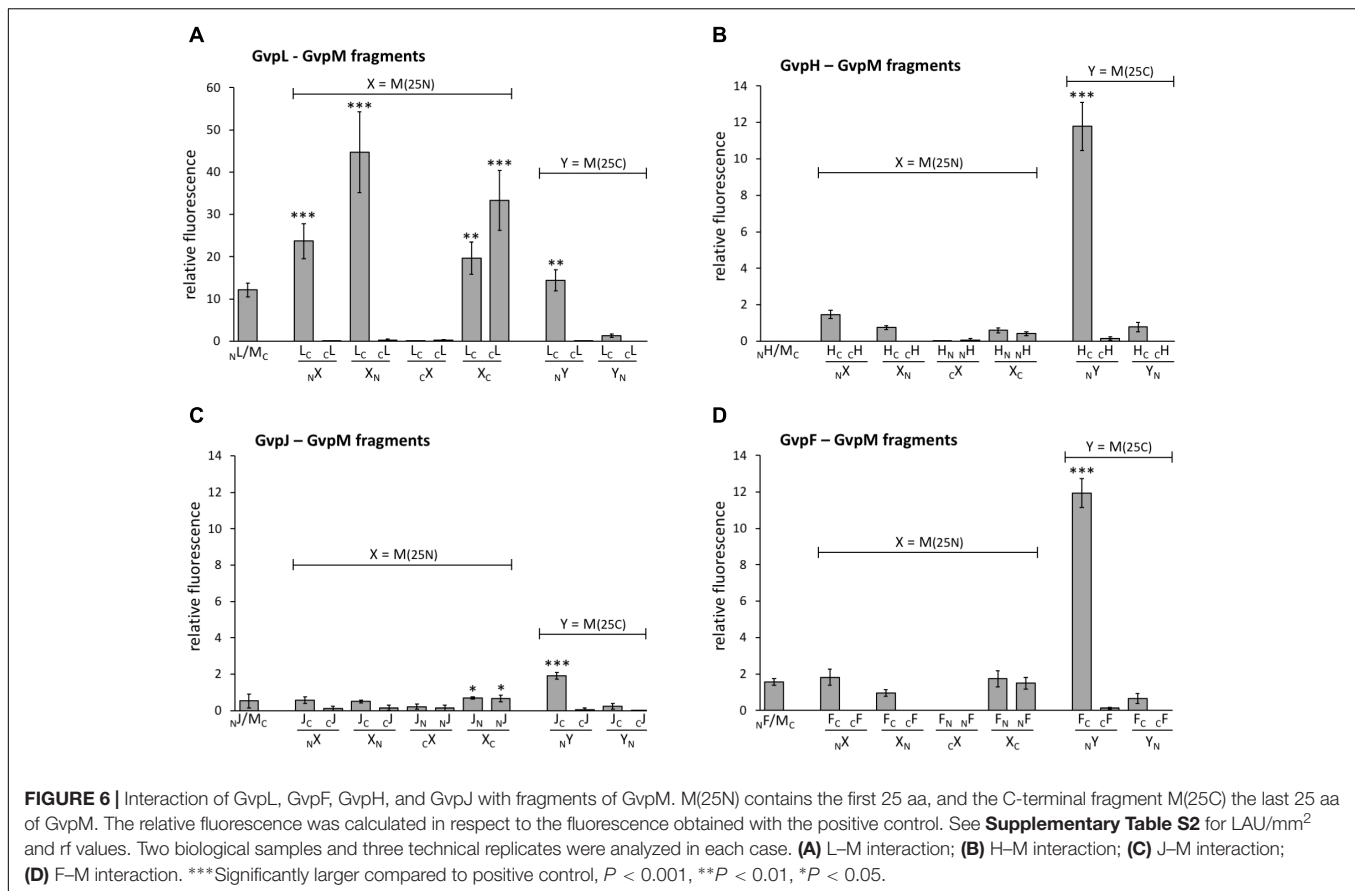 A
GvpL - GvpM fragments
X = M(25N)
Y = M(25C)
relative fluorescence
60
50
40
30
20
10
0
***
***
**
***
**
NL/MC LC CL LC CL LC CL LC CL LC CL LC CL
NX XN CX XC NY YN
B
GvpH – GvpM fragments
Y = M(25C)
X = M(25N)
relative fluorescence
14
12
10
8
6
4
2
0
***
NH/MC HC CH HC CH HN NH HN NH HC CH HC CH
NX XN CX XC NY YN
C
GvpJ – GvpM fragments
X = M(25N)
Y = M(25C)
relative fluorescence
14
12
10
8
6
4
2
0
* * ***
NJ/MC JC CJ JC CJ JN NJ JN NJ JC CJ JC CJ
NX XN CX XC NY YN
D
GvpF – GvpM fragments
Y = M(25C)
X = M(25N)
relative fluorescence
14
12
10
8
6
4
2
0
***
NF/MC FC CF FC CF FN NF FN NF FC CF FC CF
NX XN CX XC NY YN
FIGURE 6 | Interaction of GvpL, GvpF, GvpH, and GvpJ with fragments of GvpM. M(25N) contains the first 25 aa, and the C-terminal fragment M(25C) the last 25 aa
of GvpM. The relative fluorescence was calculated in respect to the fluorescence obtained with the positive control. See Supplementary Table S2 for LAU/mm²
and rf values. Two biological samples and three technical replicates were analyzed in each case. (A) L–M interaction; (B) H–M interaction; (C) J–M interaction;
(D) F–M interaction. ***Significantly larger compared to positive control, P < 0.001, **P < 0.01, *P < 0.05.